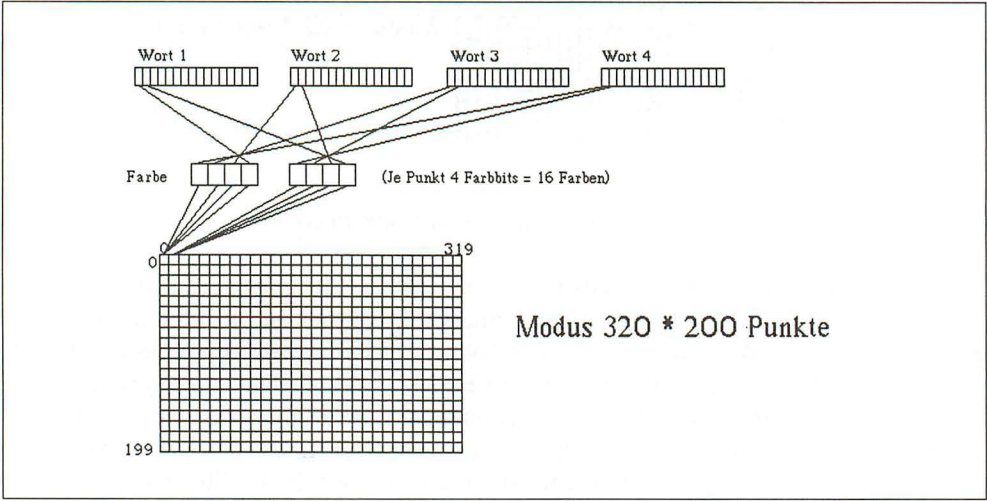 Wort 1 Wort 2 Wort 3 Wort 4
Farbe (Je Punkt 4 Farbbits = 16 Farben)
0 319
0
Modus 320 * 200 Punkte
199